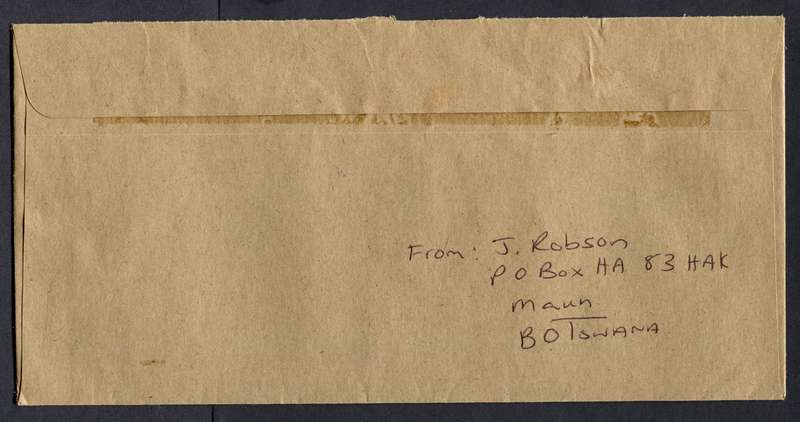 From: J. Robson
P O Box HA 83 HAK
Maun
BOTSWANA